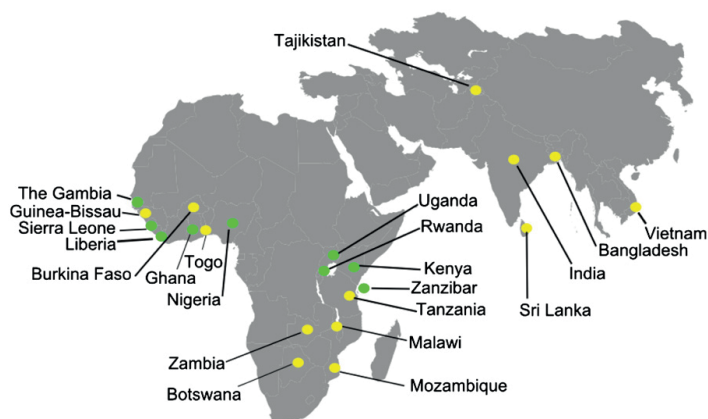 Tajikistan
The Gambia
Guinea-Bissau
Sierra Leone
Liberia
Burkina Faso
Ghana
Togo
Nigeria
Uganda
Rwanda
Kenya
Zanzibar
Tanzania
Malawi
Zambia
Botswana
Mozambique
Vietnam
Bangladesh
India
Sri Lanka